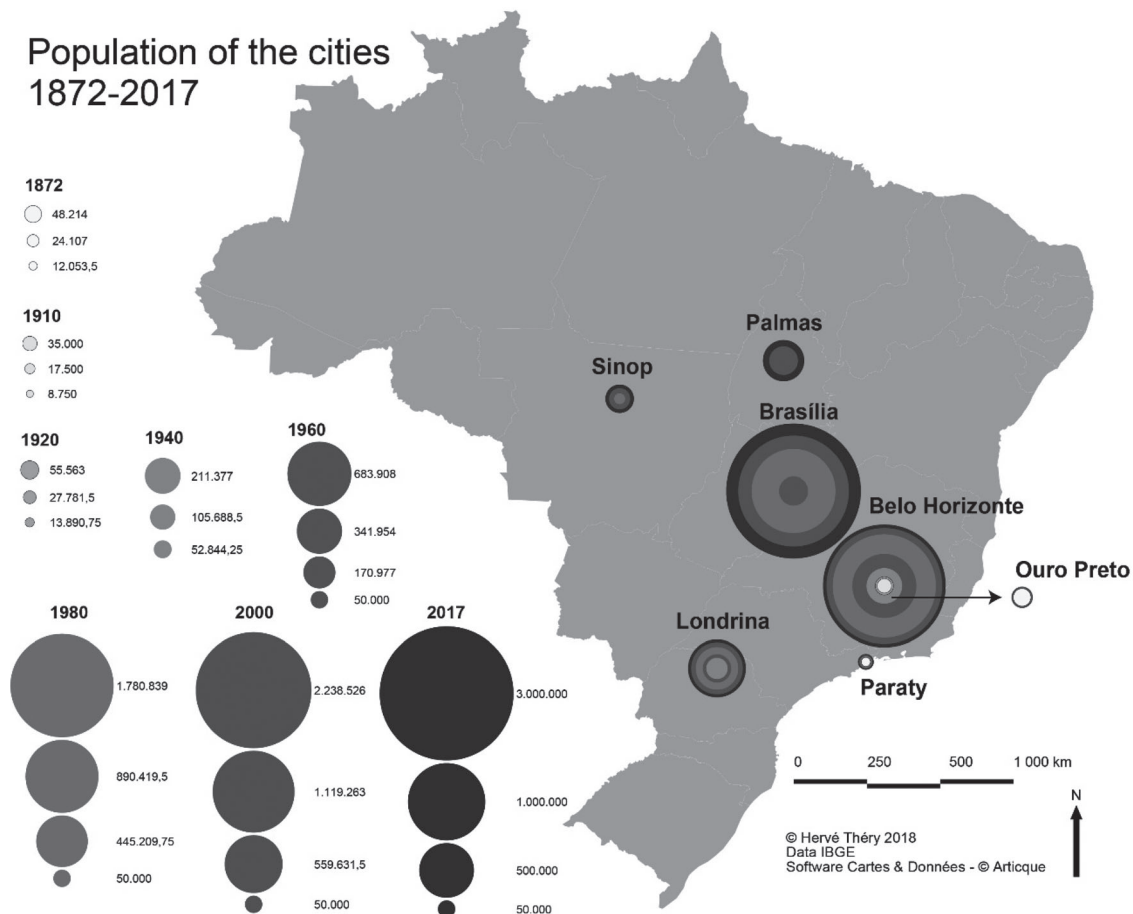 Population of the cities
1872-2017
1872
48.214
24.107
12.053,5
1910
35.000
17.500
8.750
1920
55.563
27.781,5
13.890,75
1940
211.377
105.688,5
52.844,25
1960
683.908
341.954
170.977
50.000
1980
1.780.839
890.419,5
445.209,75
50.000
2000
2.238.526
1.119.263
559.631,5
50.000
2017
3.000.000
1.000.000
500.000
50.000
Palmas
Sinop
Brasília
Belo Horizonte
Ouro Preto
Londrina
Paraty
0 250 500 1 000 km
N
© Hervé Théry 2018
Data IBGE
Software Cartes & Données - © Articque